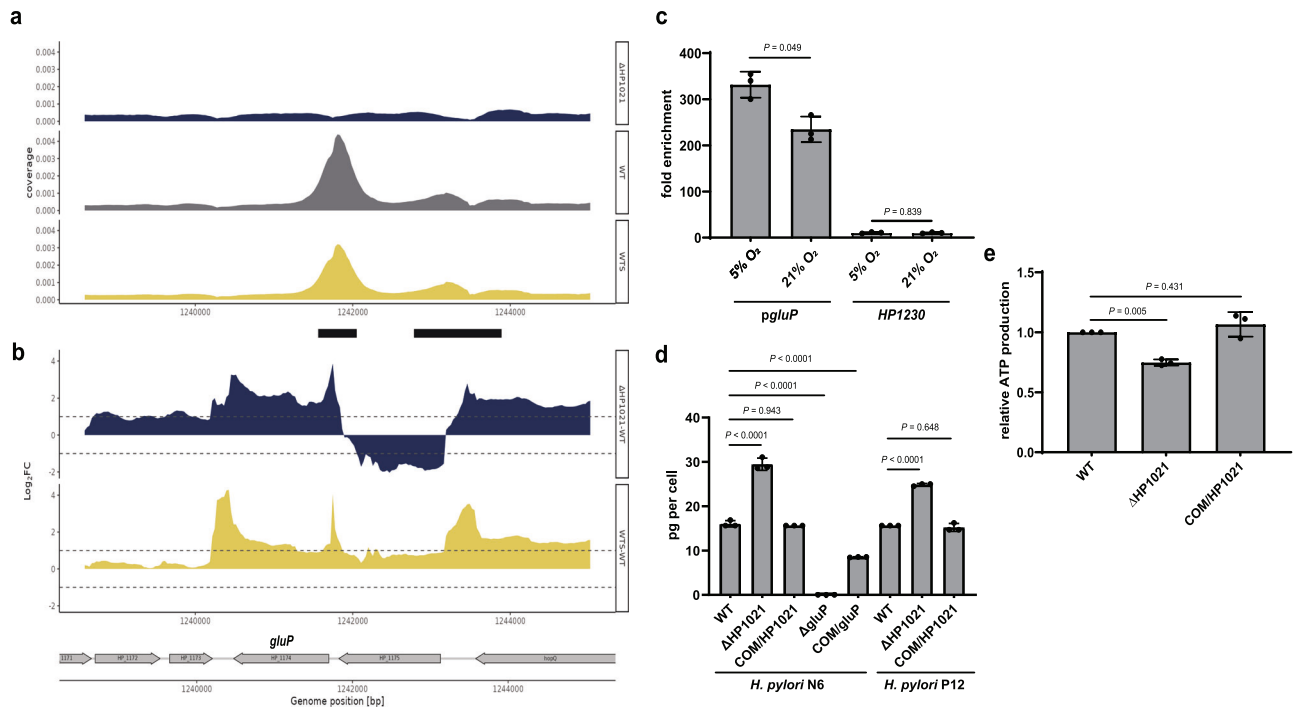 a
0.004
0.003
0.002
0.001
0.000
ΔHP1021
0.004
0.003
0.002
0.001
0.000
WT
0.004
0.003
0.002
0.001
0.000
WTS
coverage
1240000 1242000 1244000
b
4
2
0
-2
ΔHP1021-WT
4
2
0
-2
WTS-WT
Log₂FC
gluP
1171 HP_1172 HP_1173 HP_1174 HP_1175 hopQ
1240000 1242000 1244000
Genome position [bp]
c
fold enrichment
400
300
200
100
0
P = 0.049
P = 0.839
5% O₂ 21% O₂ 5% O₂ 21% O₂
pgluP HP1230
d
pg per cell
40
30
20
10
0
P < 0.0001
P < 0.0001
P = 0.943
P < 0.0001
P = 0.648
P < 0.0001
WT ΔHP1021 COM/HP1021 ΔgluP COM/gluP WT ΔHP1021 COM/HP1021
H. pylori N6 H. pylori P12
e
relative ATP production
1.5
1.0
0.5
0.0
P = 0.431
P = 0.005
WT ΔHP1021 COM/HP1021